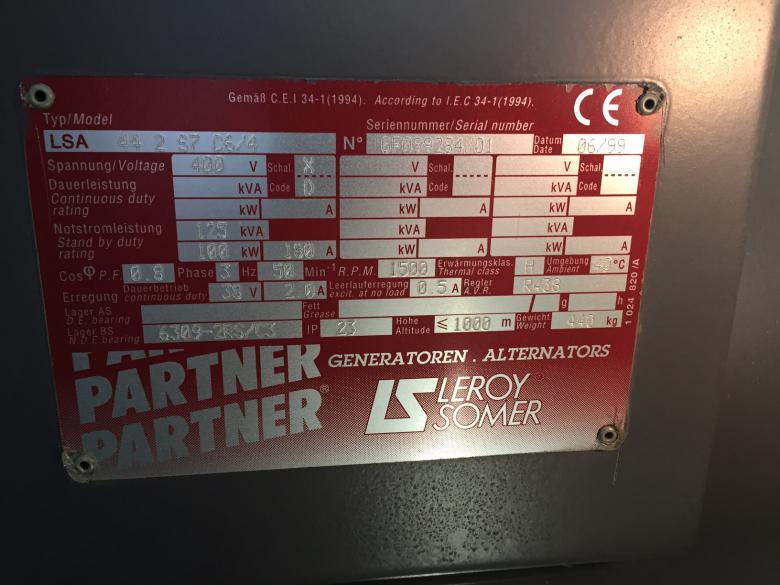 Gemäß C.E.I 34-1(1994). According to I.E.C 34-1(1994). CE
Typ/Model Seriennummer/Serial number
LSA 44 2 S7 C6/4 N° 01 Datum Date 06/99
Spannung/Voltage 400 V Schal. X V Schal. V Schal.
Dauerleistung kVA Code D kVA Code kVA Code
Continuous duty rating kW A kW A kW A
Notstromleistung 125 kVA kVA kVA
Stand by duty rating 100 kW 180 A kW A kW A
Cos φ P.F. 0.8 Phase 3 Hz 50 Min⁻¹ R.P.M. 1500 Erwärmungsklas. Thermal class H Umgebung Ambient 40 °C
Erregung Dauerbetrieb continuous duty 38 V 2.0 A Leerlauferregung excit. at no load 0.5 A Regler A.V.R. R438
Lager AS D.E. bearing Fett Grease / g / h
Lager BS N.D.E bearing 6309-2RS/C3 IP 23 Höhe Altitude ≤ 1000 m Gewicht Weight kg
1 024 820 /A
PARTNER GENERATOREN . ALTERNATORS
PARTNER LS LEROY
PARTNER® SOMER